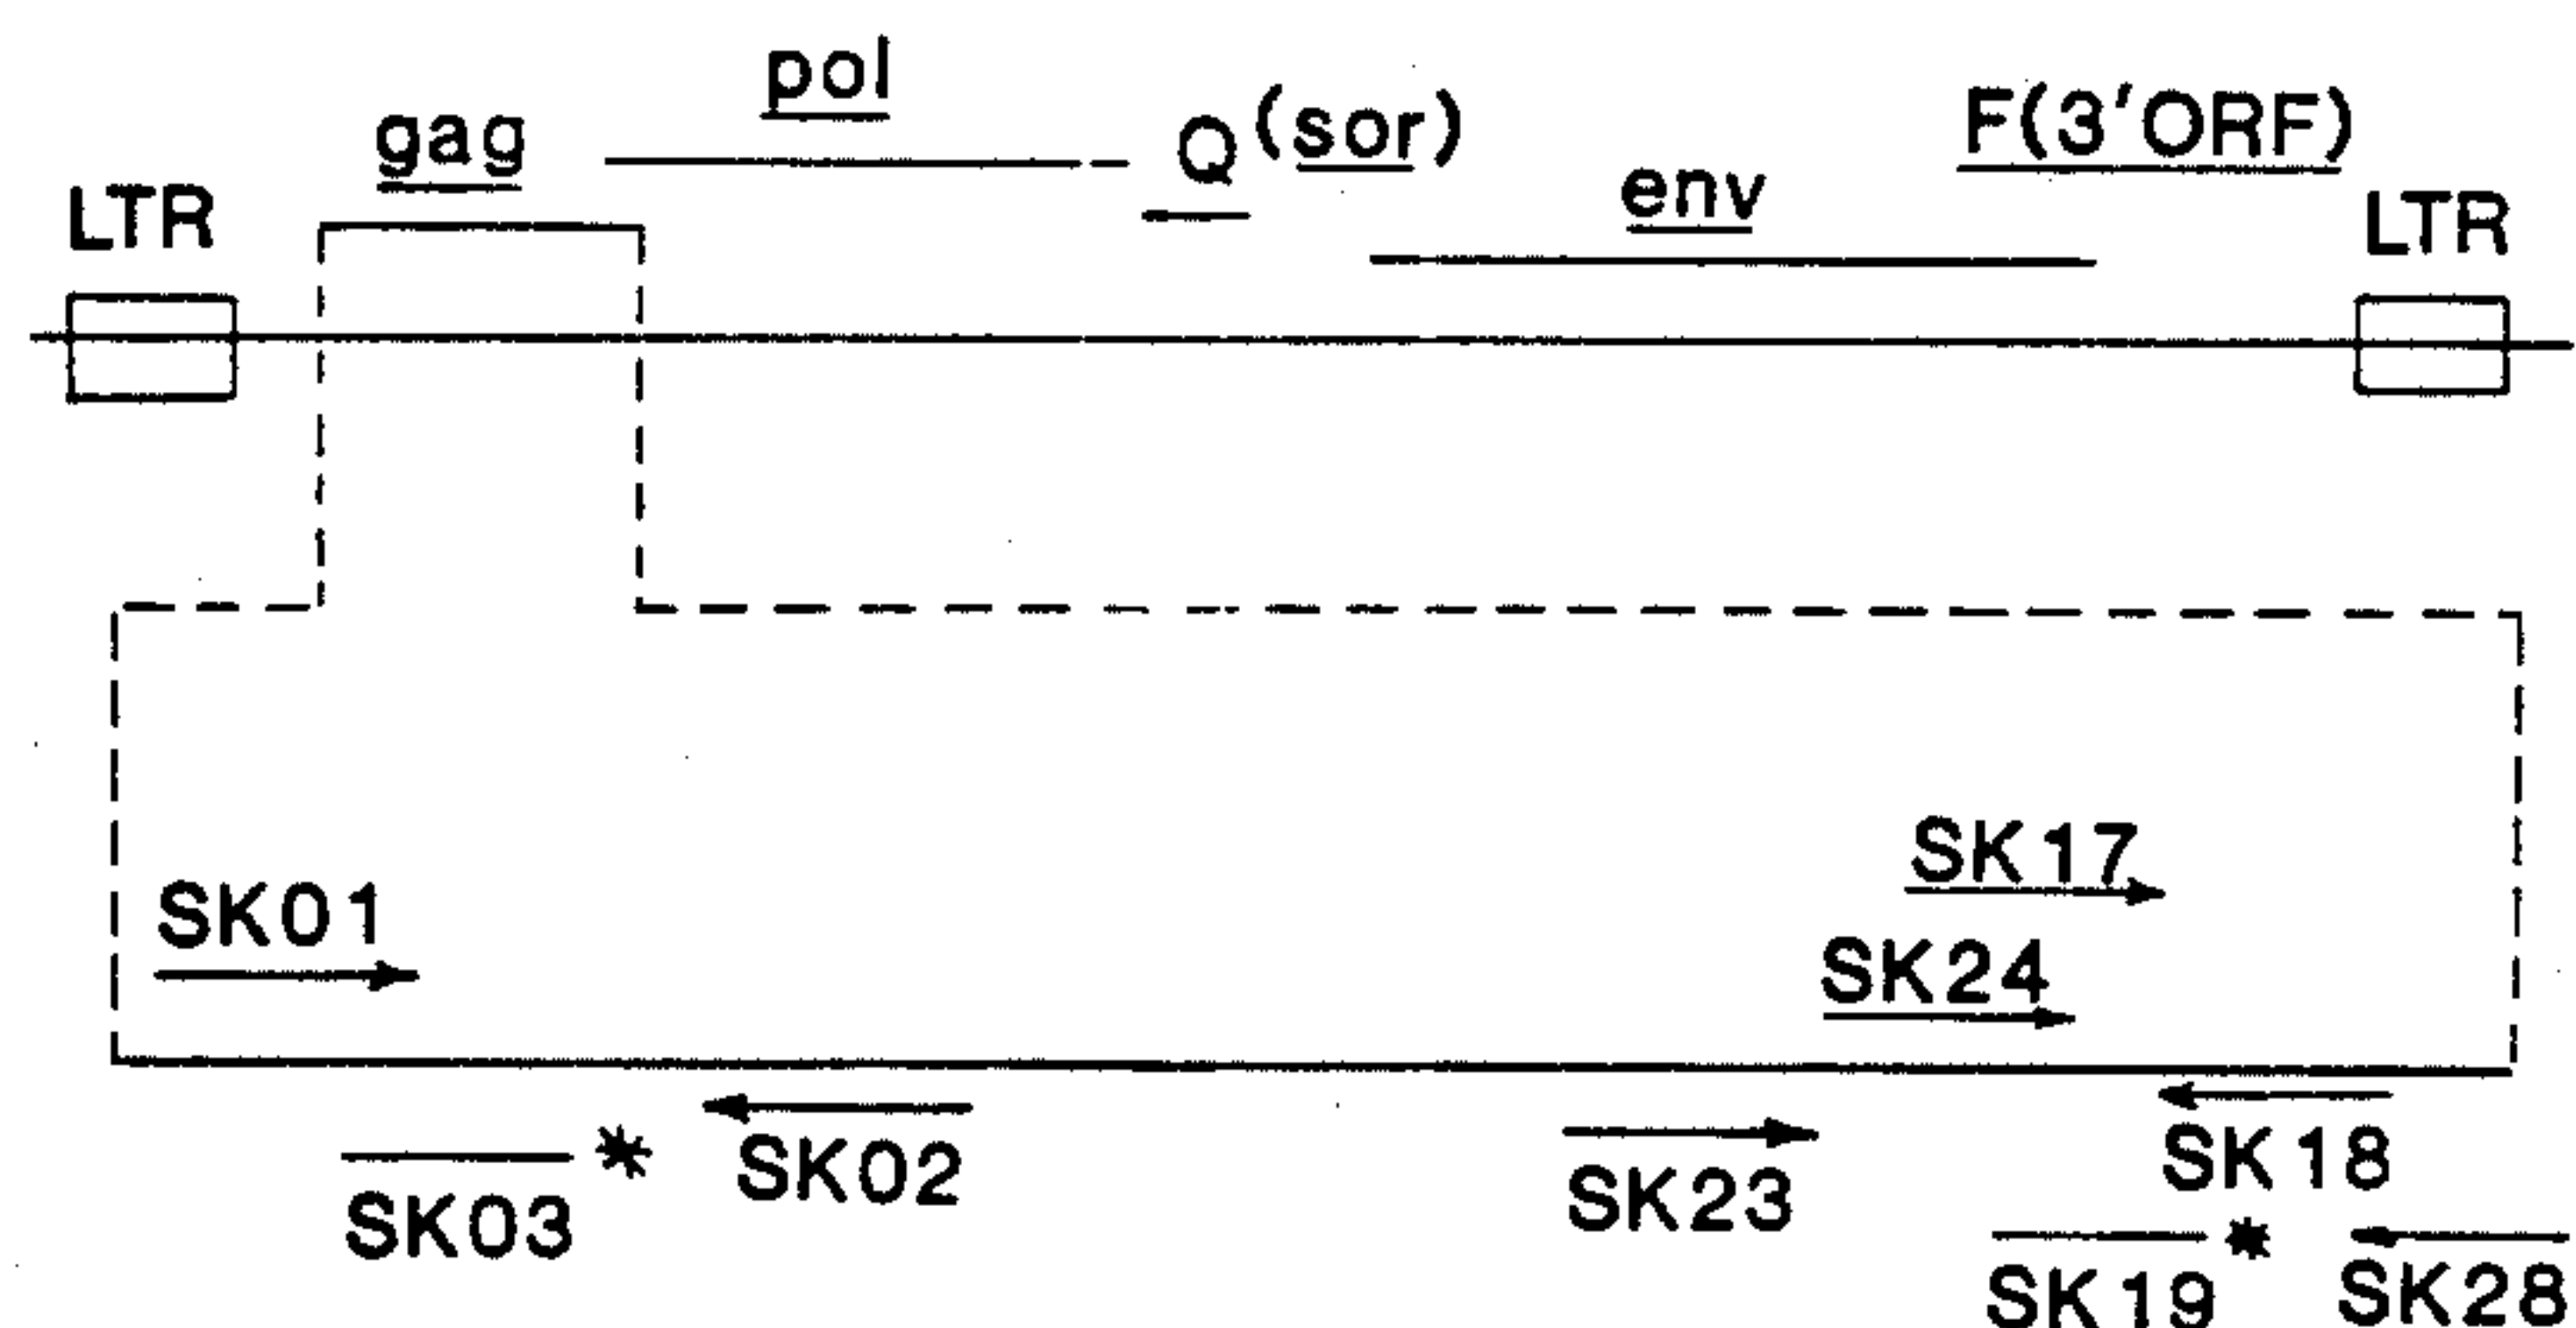 pol
gag
Q(sor)
F(3'ORF)
LTR
env
LTR
SK17
SK01
SK24
SK03*
SK02
SK23
SK18
SK19*
SK28